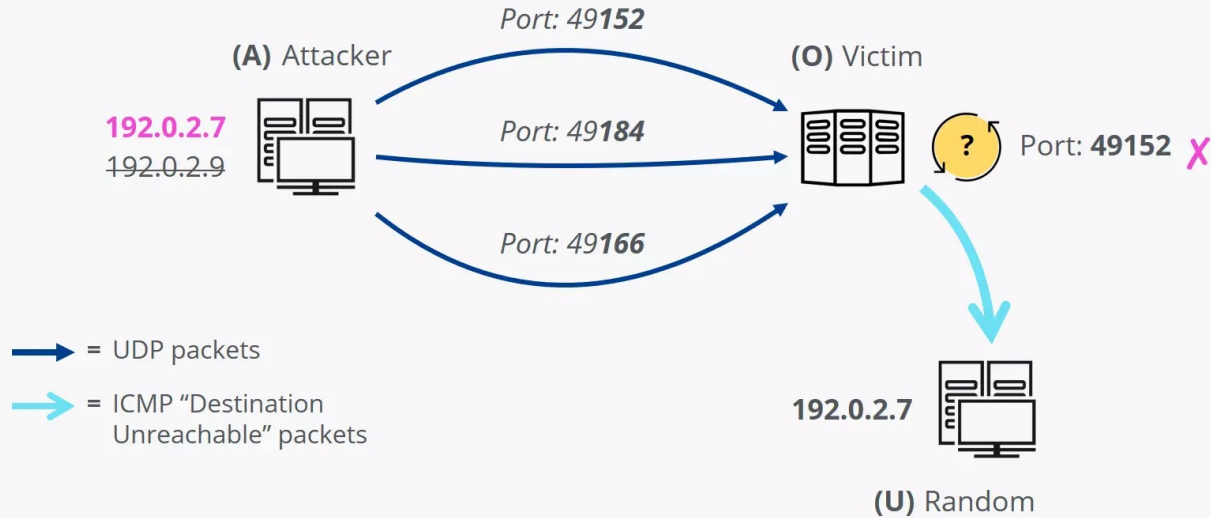 Port: 49152
(A) Attacker
(O) Victim
192.0.2.7
192.0.2.9
Port: 49184
?
Port: 49152 X
Port: 49166
= UDP packets
= ICMP “Destination
Unreachable” packets
192.0.2.7
(U) Random